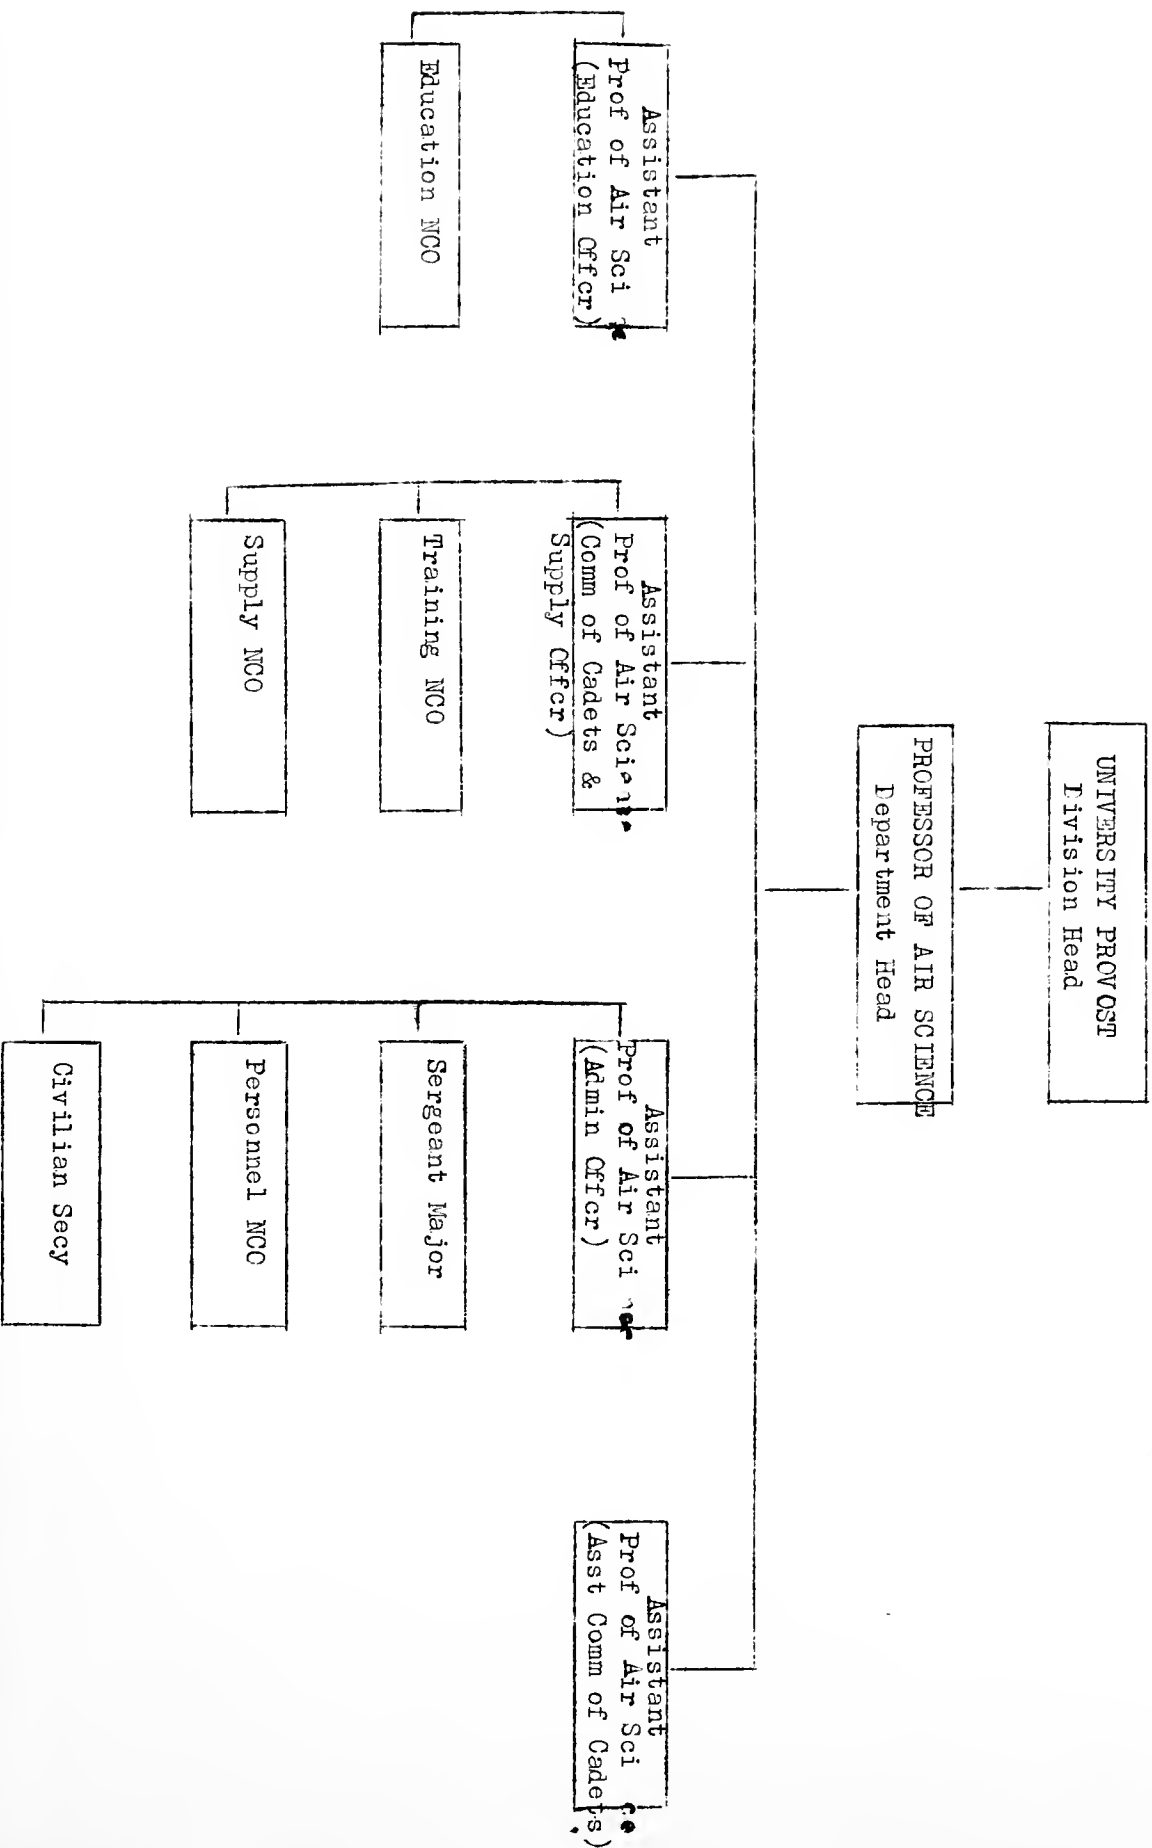 UNIVERSITY PROVOST
Division Head
PROFESSOR OF AIR SCIENCE
Department Head
Assistant
Prof of Air Sci
(Education Offcr)
Education NCO
Assistant
Prof of Air Science
(Comm of Cadets &
Supply Offcr)
Training NCO
Supply NCO
Assistant
Prof of Air Sci
(Admin Offcr)
Sergeant Major
Personnel NCO
Civilian Secy
Assistant
Prof of Air Sci
(Asst Comm of Cadets)